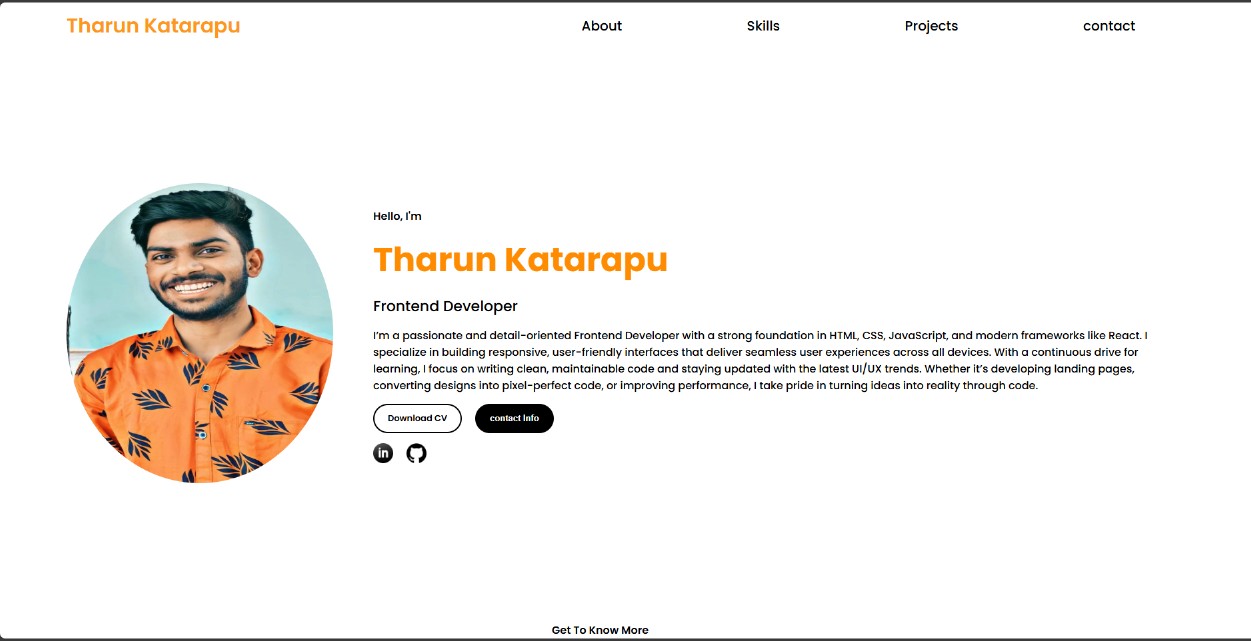 Tharun Katarapu
About
Skills
Projects
contact
Hello, I'm
Tharun Katarapu
Frontend Developer
I'm a passionate and detail-oriented Frontend Developer with a strong foundation in HTML, CSS, JavaScript, and modern frameworks like React. I
specialize in building responsive, user-friendly interfaces that deliver seamless user experiences across all devices. With a continuous drive for
learning, I focus on writing clean, maintainable code and staying updated with the latest UI/UX trends. Whether it's developing landing pages,
converting designs into pixel-perfect code, or improving performance, I take pride in turning ideas into reality through code.
Download CV
contact Info
in
Get To Know More